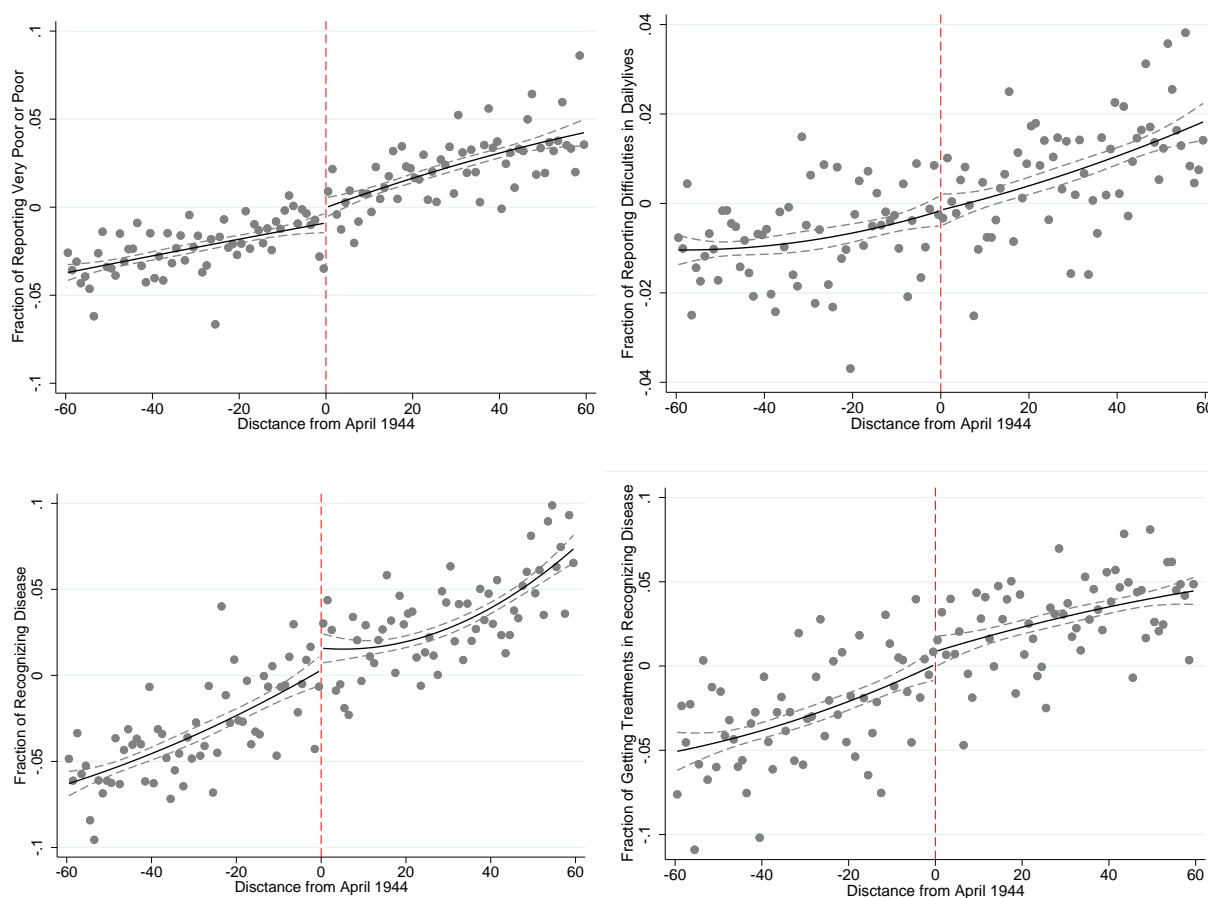 Fraction of Reporting Very Poor or Poor
.1
.05
0
-.05
-.1
-60 -40 -20 0 20 40 60
Disctance from April 1944
Fraction of Reporting Difficulties in Dailylives
.04
.02
0
-.02
-.04
-60 -40 -20 0 20 40 60
Disctance from April 1944
Fraction of Recognizing Disease
.1
.05
0
-.05
-.1
-60 -40 -20 0 20 40 60
Disctance from April 1944
Fraction of Getting Treatments in Recognizing Disease
.1
.05
0
-.05
-.1
-60 -40 -20 0 20 40 60
Disctance from April 1944